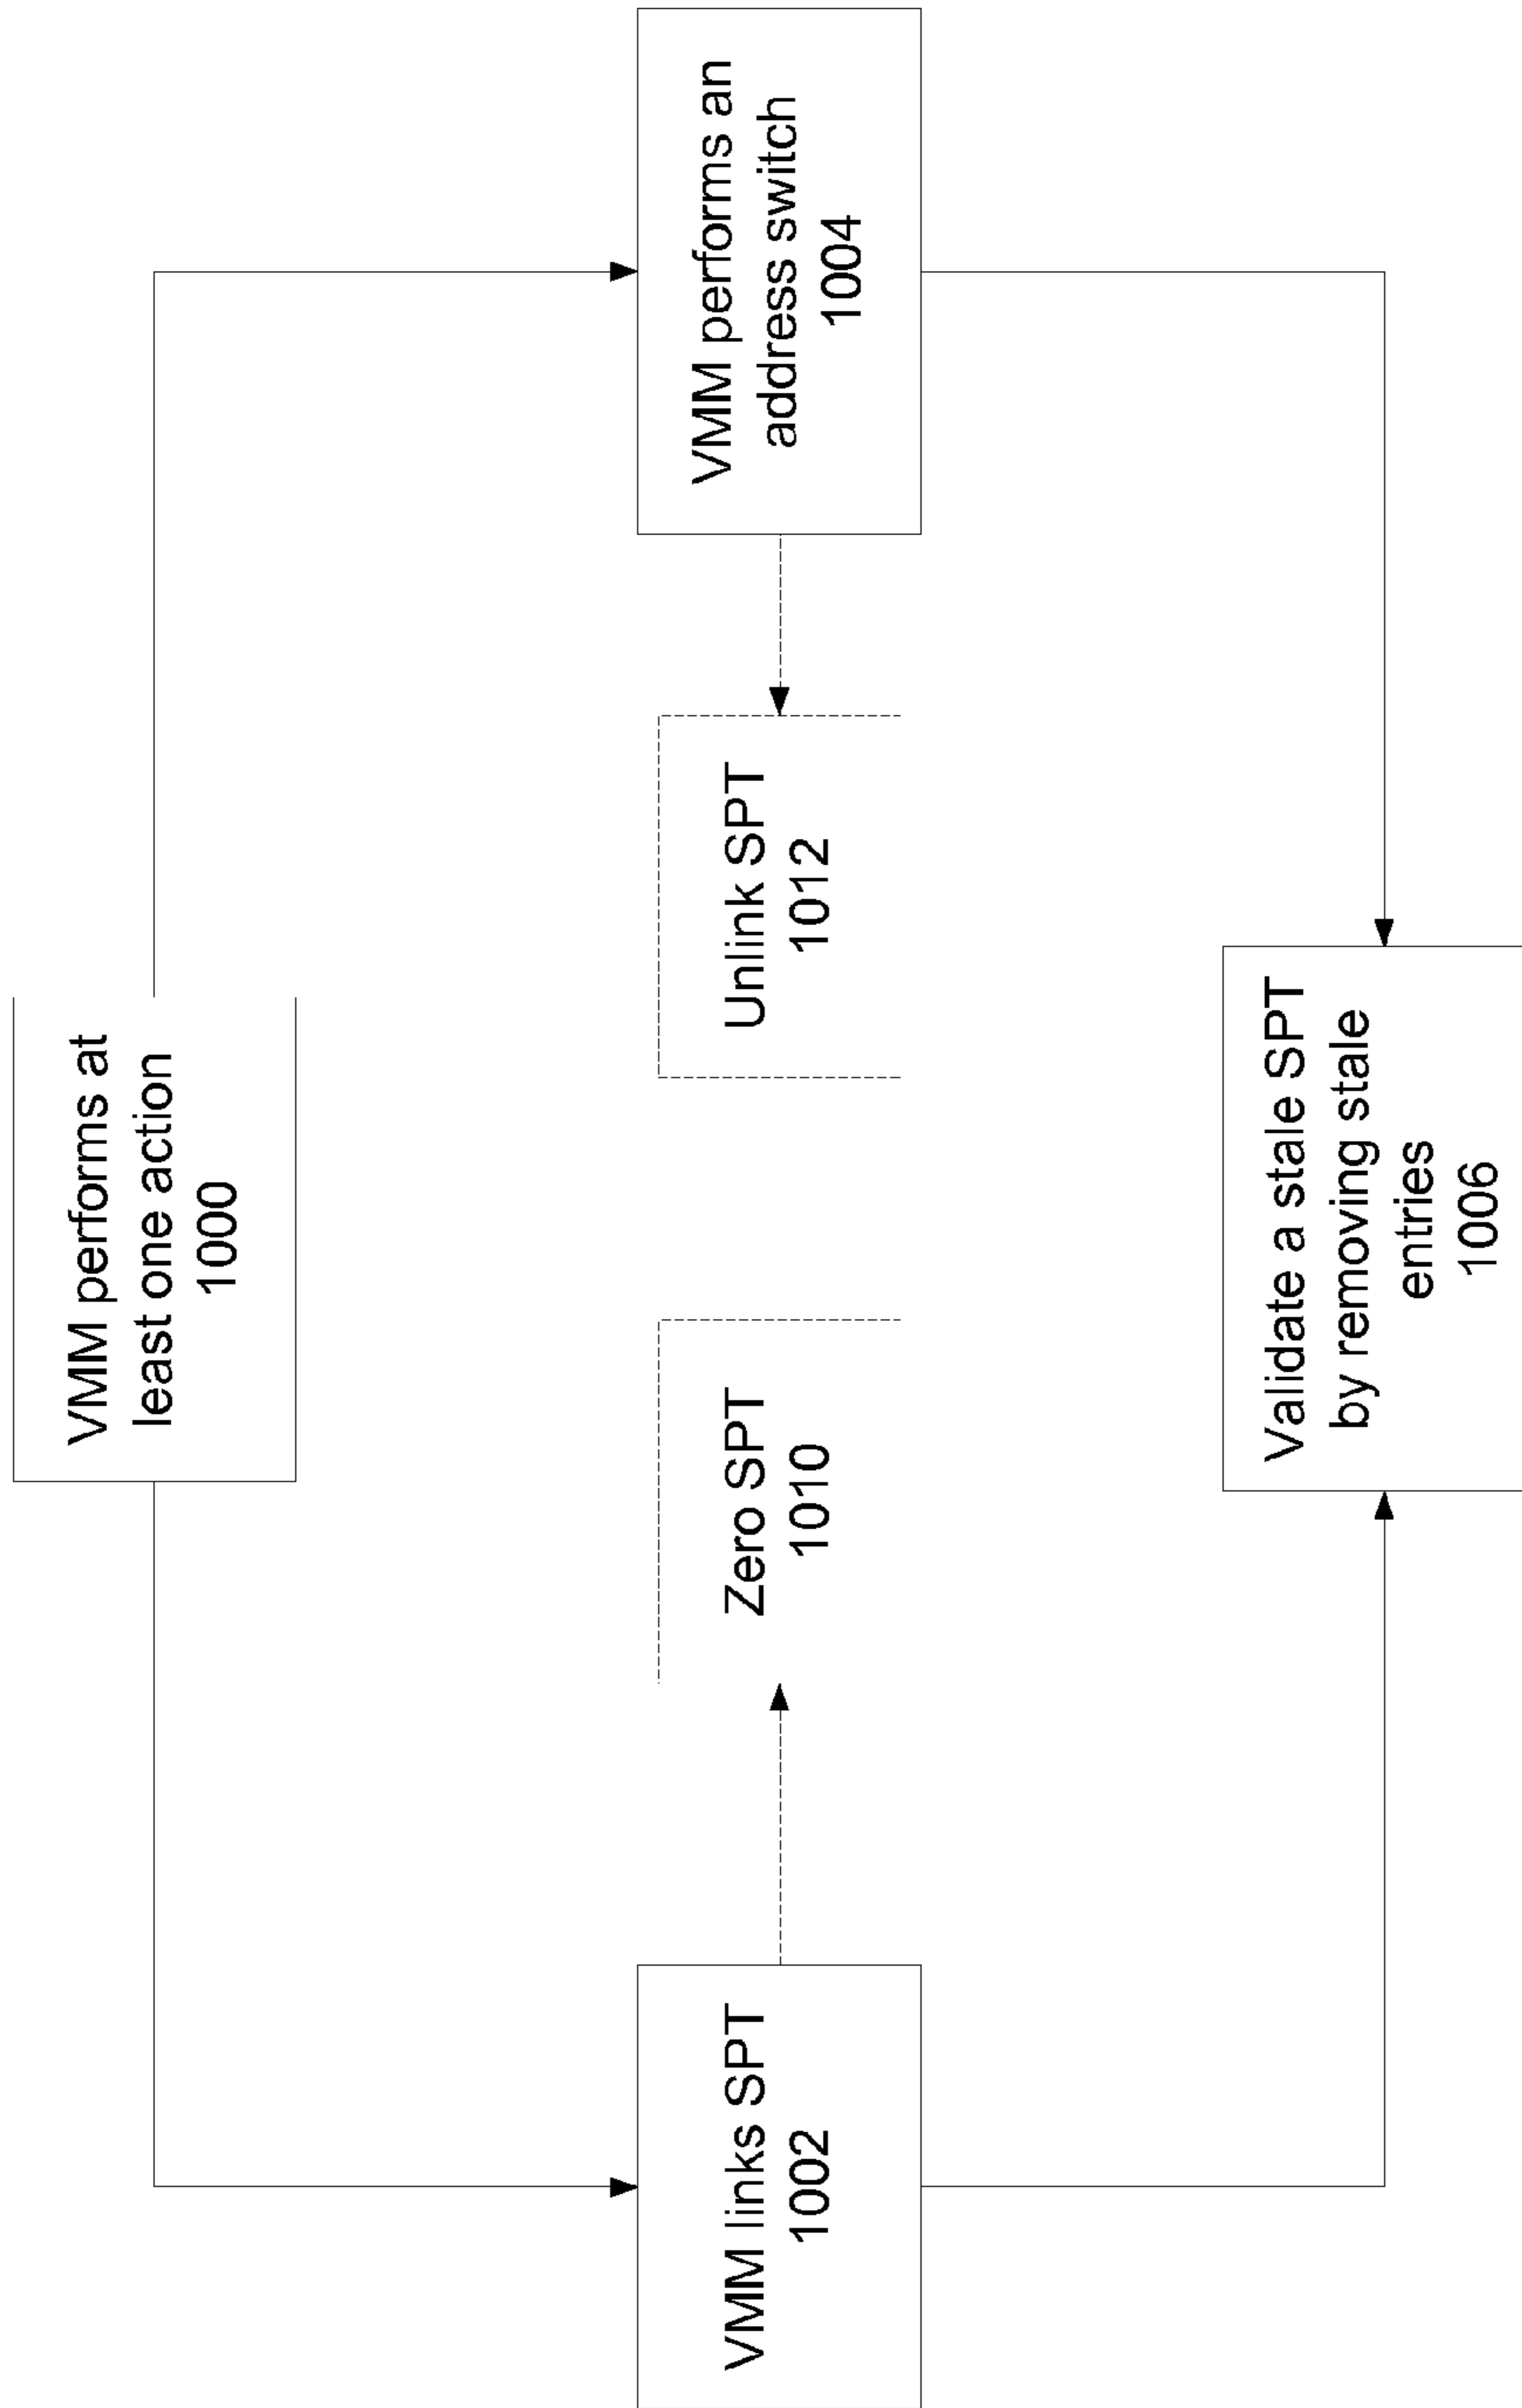 VMM performs at
least one action
1000
VMM links SPT
1002
Zero SPT
1010
Unlink SPT
1012
VMM performs an
address switch
1004
Validate a stale SPT
by removing stale
entries
1006